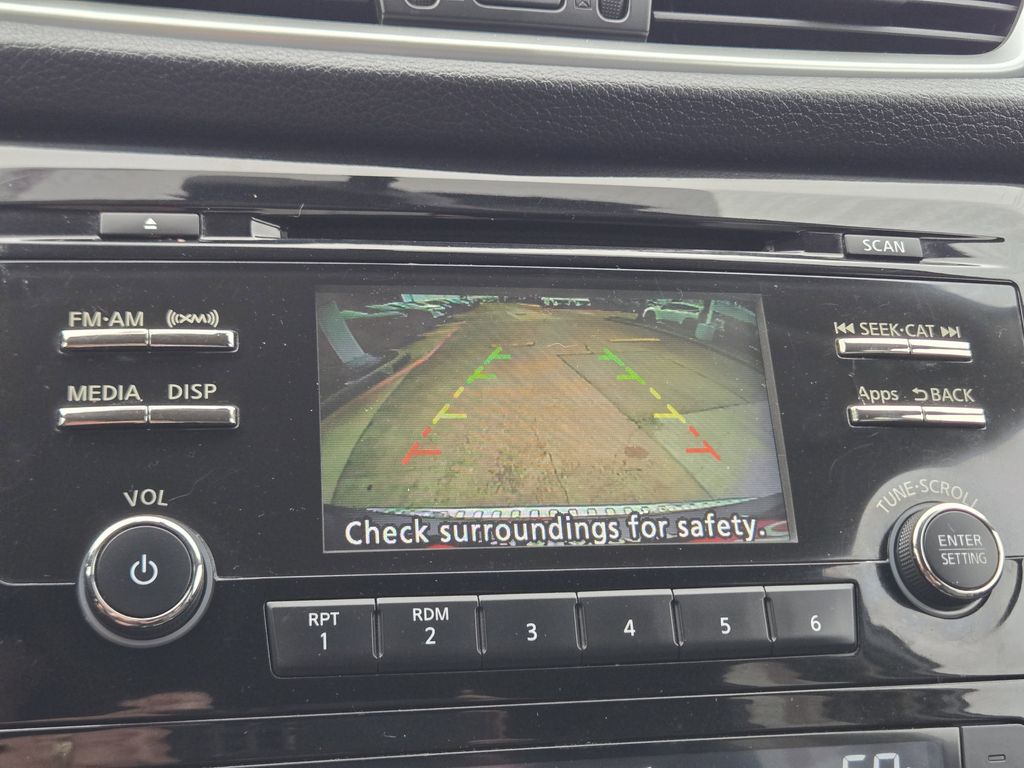 SCAN
FM·AM
((XM))
SEEK·CAT
MEDIA
DISP
Apps
BACK
VOL
TUNE·SCROLL
ENTER
SETTING
Check surroundings for safety.
RPT
1
RDM
2
3
4
5
6